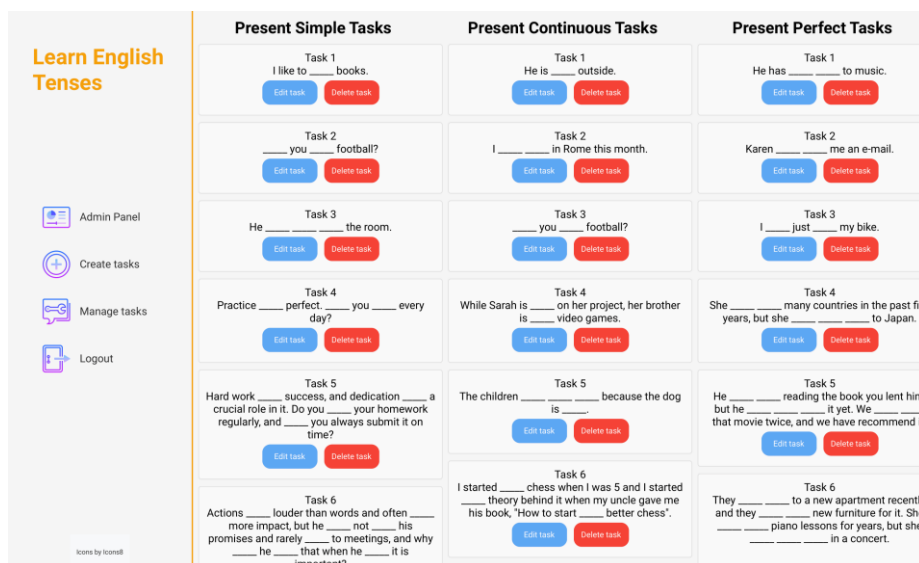 Learn English
Tenses
Admin Panel
Create tasks
Manage tasks
Logout
Icons by Icons8
Present Simple Tasks
Task 1
I like to _____ books.
Edit task Delete task
Task 2
_____ you _____ football?
Edit task Delete task
Task 3
He _____ _____ _____ the room.
Edit task Delete task
Task 4
Practice _____ perfect. _____ you _____ every
day?
Edit task Delete task
Task 5
Hard work _____ success, and dedication _____ a
crucial role in it. Do you _____ your homework
regularly, and _____ you always submit it on
time?
Edit task Delete task
Task 6
Actions _____ louder than words and often _____
more impact, but he _____ not _____ his
promises and rarely _____ to meetings, and why
_____ he _____ that when he _____ it is
important?
Present Continuous Tasks
Task 1
He is _____ outside.
Edit task Delete task
Task 2
I _____ _____ in Rome this month.
Edit task Delete task
Task 3
_____ you _____ football?
Edit task Delete task
Task 4
While Sarah is _____ on her project, her brother
is _____ video games.
Edit task Delete task
Task 5
The children _____ _____ _____ because the dog
is _____.
Edit task Delete task
Task 6
I started _____ chess when I was 5 and I started
_____ theory behind it when my uncle gave me
his book, "How to start _____ better chess".
Edit task Delete task
Present Perfect Tasks
Task 1
He has _____ _____ to music.
Edit task Delete task
Task 2
Karen _____ _____ me an e-mail.
Edit task Delete task
Task 3
I _____ just _____ my bike.
Edit task Delete task
Task 4
She _____ _____ many countries in the past
years, but she _____ _____ _____ to Japan.
Edit task Delete task
Task 5
He _____ _____ reading the book you lent
but he _____ _____ _____ it yet. We _____ _____
that movie twice, and we have recommend
Edit task Delete task
Task 6
They _____ _____ to a new apartment
and they _____ _____ new furniture for it.
_____ _____ piano lessons for years, but
_____ _____ _____ in a concert.